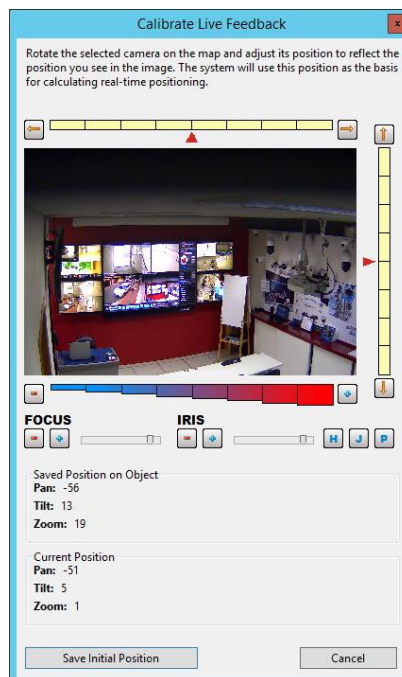 Calibrate Live Feedback
x
Rotate the selected camera on the map and adjust its position to reflect the
position you see in the image. The system will use this position as the basis
for calculating real-time positioning.
FOCUS IRIS
H J P
Saved Position on Object
Pan: -56
Tilt: 13
Zoom: 19
Current Position
Pan: -51
Tilt: 5
Zoom: 1
Save Initial Position Cancel